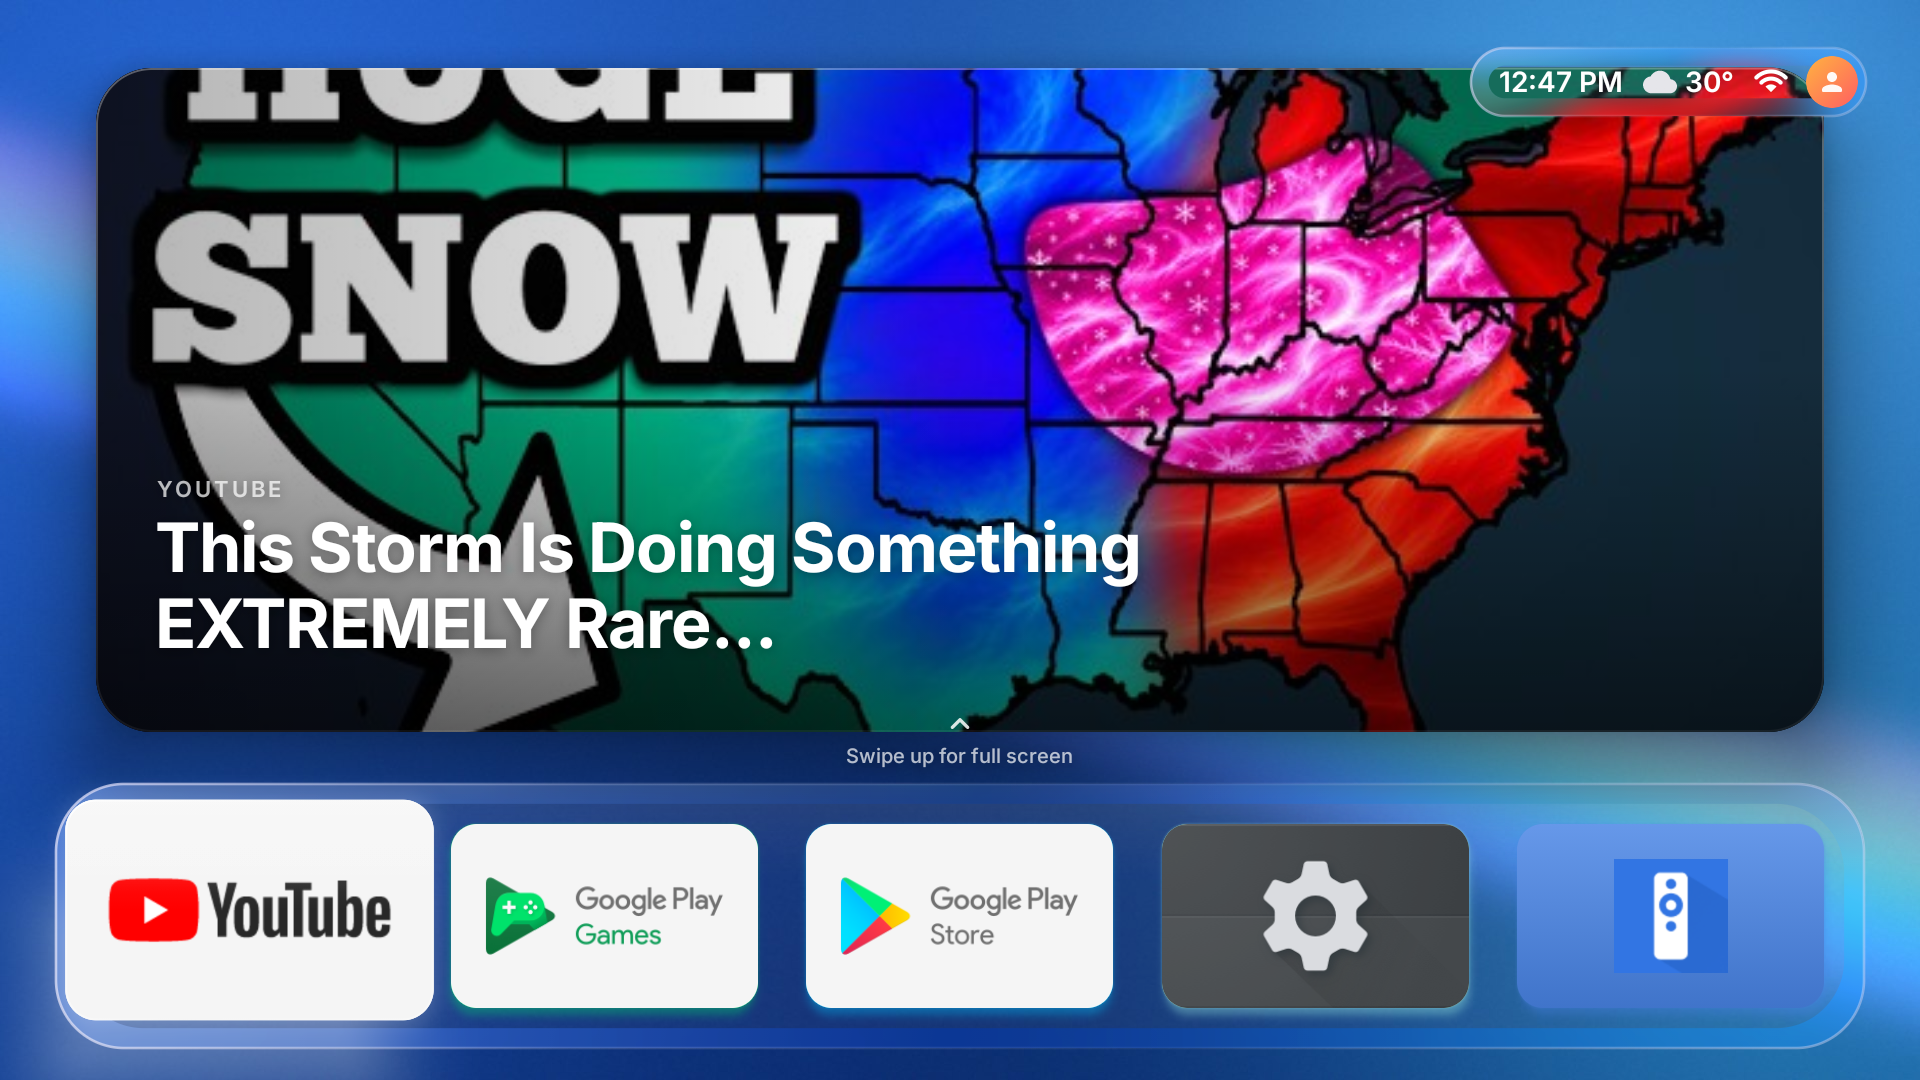 12:47 PM 30°
HUGE
SNOW
YOUTUBE
This Storm Is Doing Something
EXTREMELY Rare...
Swipe up for full screen
YouTube
Google Play
Games
Google Play
Store